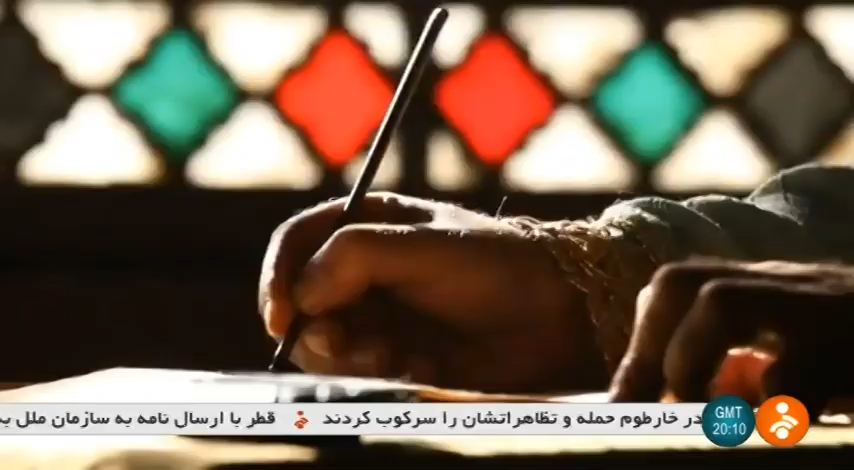 در خارطوم حمله و تظاهراتشان را سرکوب کردند قطر با ارسال نامه به سازمان ملل
GMT
20:10